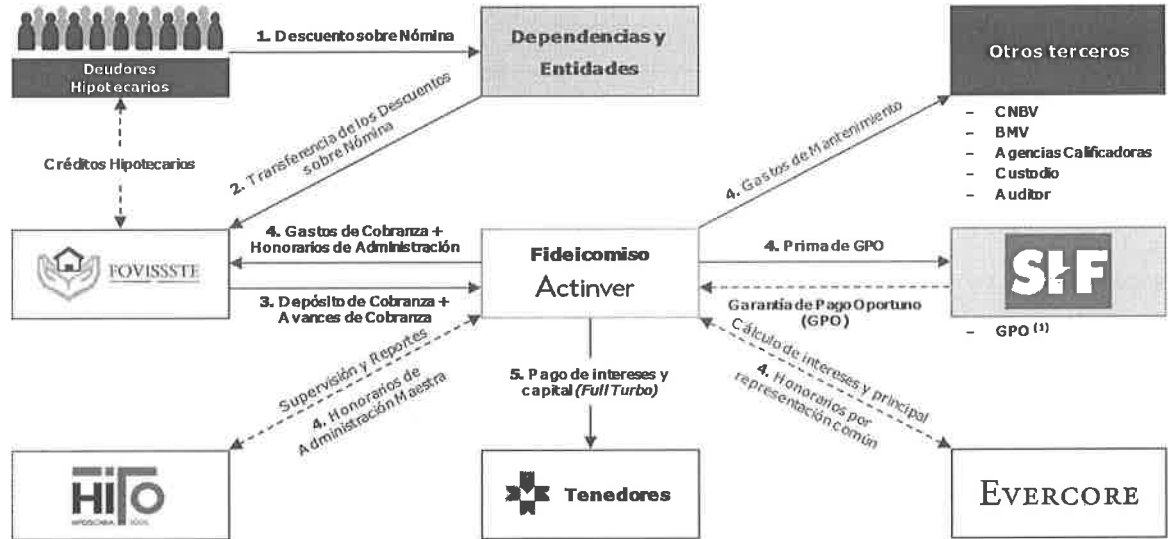 1. Descuento sobre Nómina
Deudores
Hipotecarios
Dependencias y
Entidades
Otros terceros
- CNBV
- BMV
- Agencias Calificadoras
- Custodio
- Auditor
Créditos Hipotecarios
2. Transferencia de los Descuentos
sobre Nómina
4. Gastos de Mantenimiento
FOVISSSTE
4. Gastos de Cobranza +
Honorarios de Administración
3. Depósito de Cobranza +
Avances de Cobranza
Fideicomiso
Actinver
4. Prima de GPO
Garantía de Pago Oportuno
(GPO)
SHF
- GPO (1)
Supervisión y Reportes
4. Honorarios de
Administración Maestra
5. Pago de intereses y
capital (Full Turbo)
Cálculo de intereses y principal
4. Honorarios por
representación común
HiTo
Tenedores
EVERCORE